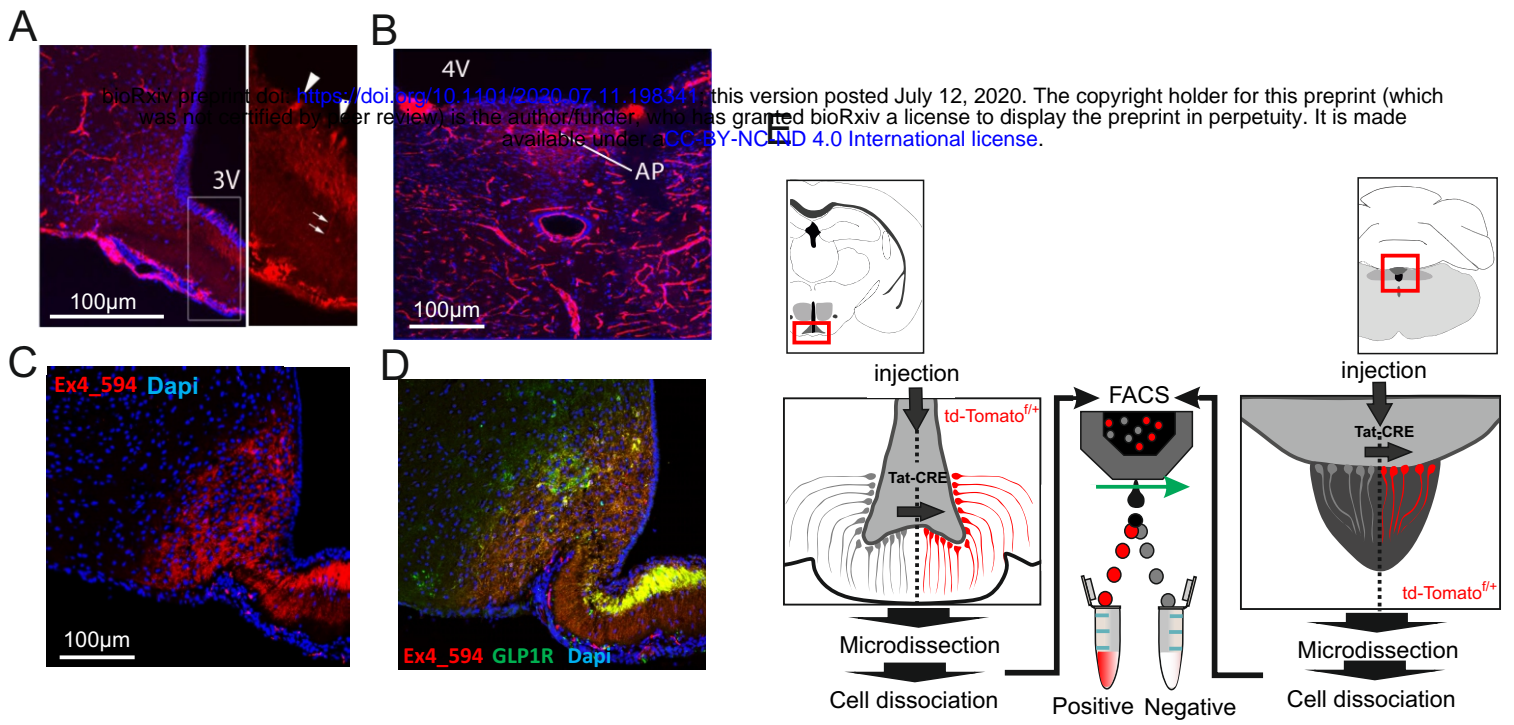 A
B
4V
bioRxiv preprint doi: https://doi.org/10.1101/2020.07.11.198341; this version posted July 12, 2020. The copyright holder for this preprint (which
was not certified by peer review) is the author/funder, who has granted bioRxiv a license to display the preprint in perpetuity. It is made
available under aCC-BY-NC-ND 4.0 International license.
E
AP
3V
100µm
100µm
C
D
Ex4_594 Dapi
100µm
Ex4_594 GLP1R Dapi
injection
td-Tomato^f/+
Tat-CRE
Microdissection
Cell dissociation
FACS
Positive Negative
injection
Tat-CRE
td-Tomato^f/+
Microdissection
Cell dissociation